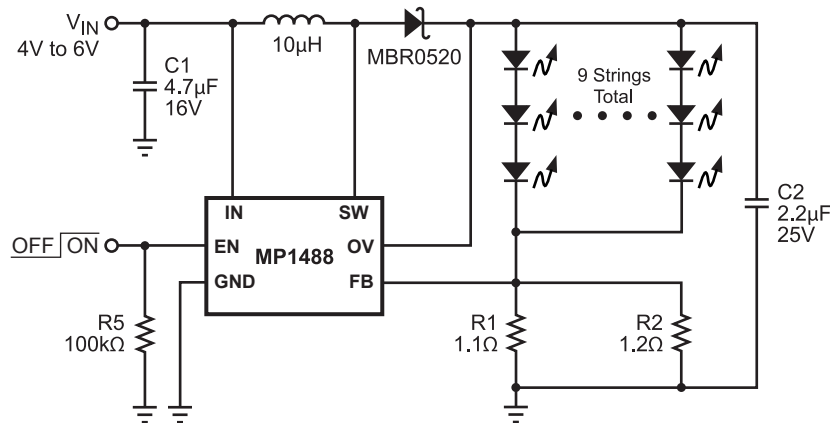 V_IN
4V to 6V
10μH
MBR0520
C1
4.7μF
16V
9 Strings
Total
C2
2.2μF
25V
IN
SW
EN
MP1488
OV
GND
FB
OFF ON
R5
100kΩ
R1
1.1Ω
R2
1.2Ω